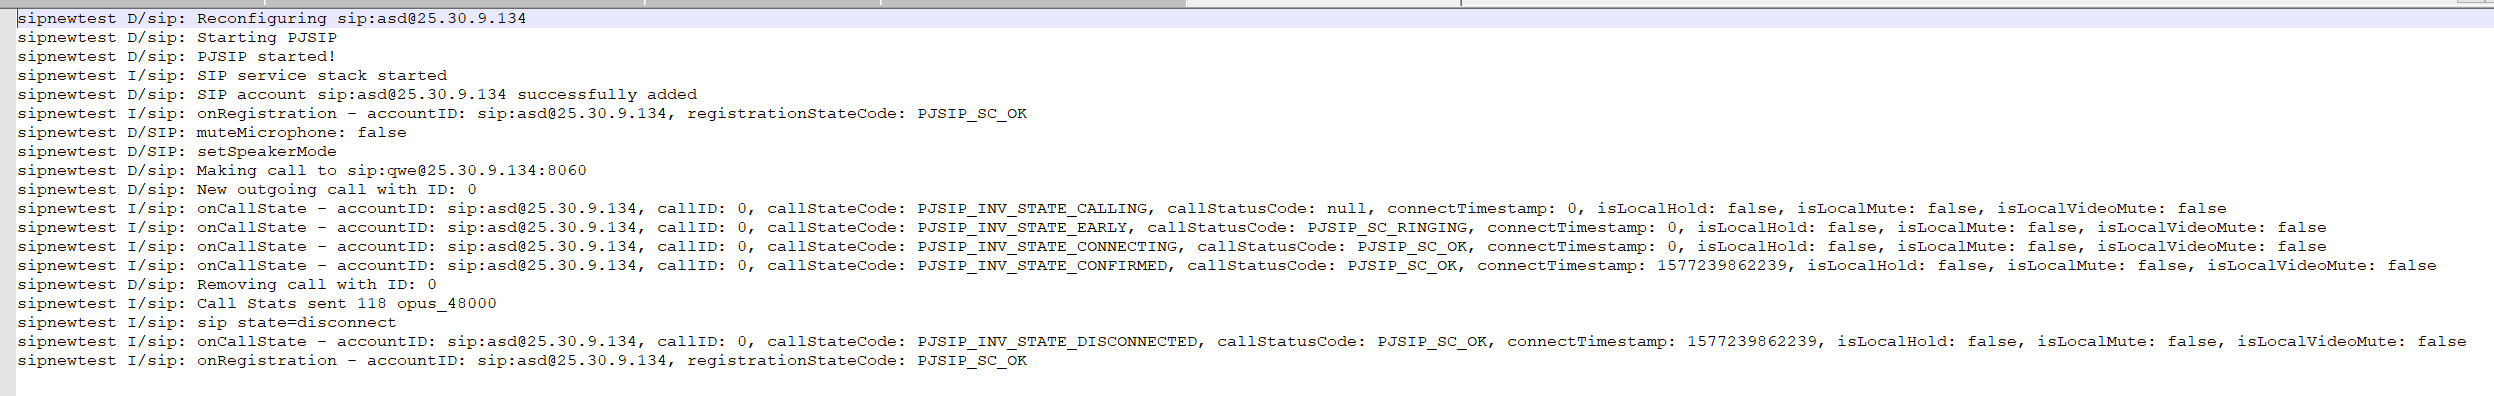 sipnewtest D/sip: Reconfiguring sip:asd@25.30.9.134
sipnewtest D/sip: Starting PJSIP
sipnewtest D/sip: PJSIP started!
sipnewtest I/sip: SIP service stack started
sipnewtest D/sip: SIP account sip:asd@25.30.9.134 successfully added
sipnewtest I/sip: onRegistration - accountID: sip:asd@25.30.9.134, registrationStateCode: PJSIP_SC_OK
sipnewtest D/SIP: muteMicrophone: false
sipnewtest D/SIP: setSpeakerMode
sipnewtest D/sip: Making call to sip:qwe@25.30.9.134:8060
sipnewtest D/sip: New outgoing call with ID: 0
sipnewtest I/sip: onCallState - accountID: sip:asd@25.30.9.134, callID: 0, callStateCode: PJSIP_INV_STATE_CALLING, callStatusCode: null, connectTimestamp: 0, isLocalHold: false, isLocalMute: false, isLocalVideoMute: false
sipnewtest I/sip: onCallState - accountID: sip:asd@25.30.9.134, callID: 0, callStateCode: PJSIP_INV_STATE_EARLY, callStatusCode: PJSIP_SC_RINGING, connectTimestamp: 0, isLocalHold: false, isLocalMute: false, isLocalVideoMute: false
sipnewtest I/sip: onCallState - accountID: sip:asd@25.30.9.134, callID: 0, callStateCode: PJSIP_INV_STATE_CONNECTING, callStatusCode: PJSIP_SC_OK, connectTimestamp: 0, isLocalHold: false, isLocalMute: false, isLocalVideoMute: false
sipnewtest I/sip: onCallState - accountID: sip:asd@25.30.9.134, callID: 0, callStateCode: PJSIP_INV_STATE_CONFIRMED, callStatusCode: PJSIP_SC_OK, connectTimestamp: 1577239862239, isLocalHold: false, isLocalMute: false, isLocalVideoMute: false
sipnewtest D/sip: Removing call with ID: 0
sipnewtest I/sip: Call Stats sent 118 opus_48000
sipnewtest I/sip: sip state=disconnect
sipnewtest I/sip: onCallState - accountID: sip:asd@25.30.9.134, callID: 0, callStateCode: PJSIP_INV_STATE_DISCONNECTED, callStatusCode: PJSIP_SC_OK, connectTimestamp: 1577239862239, isLocalHold: false, isLocalMute: false, isLocalVideoMute: false
sipnewtest I/sip: onRegistration - accountID: sip:asd@25.30.9.134, registrationStateCode: PJSIP_SC_OK